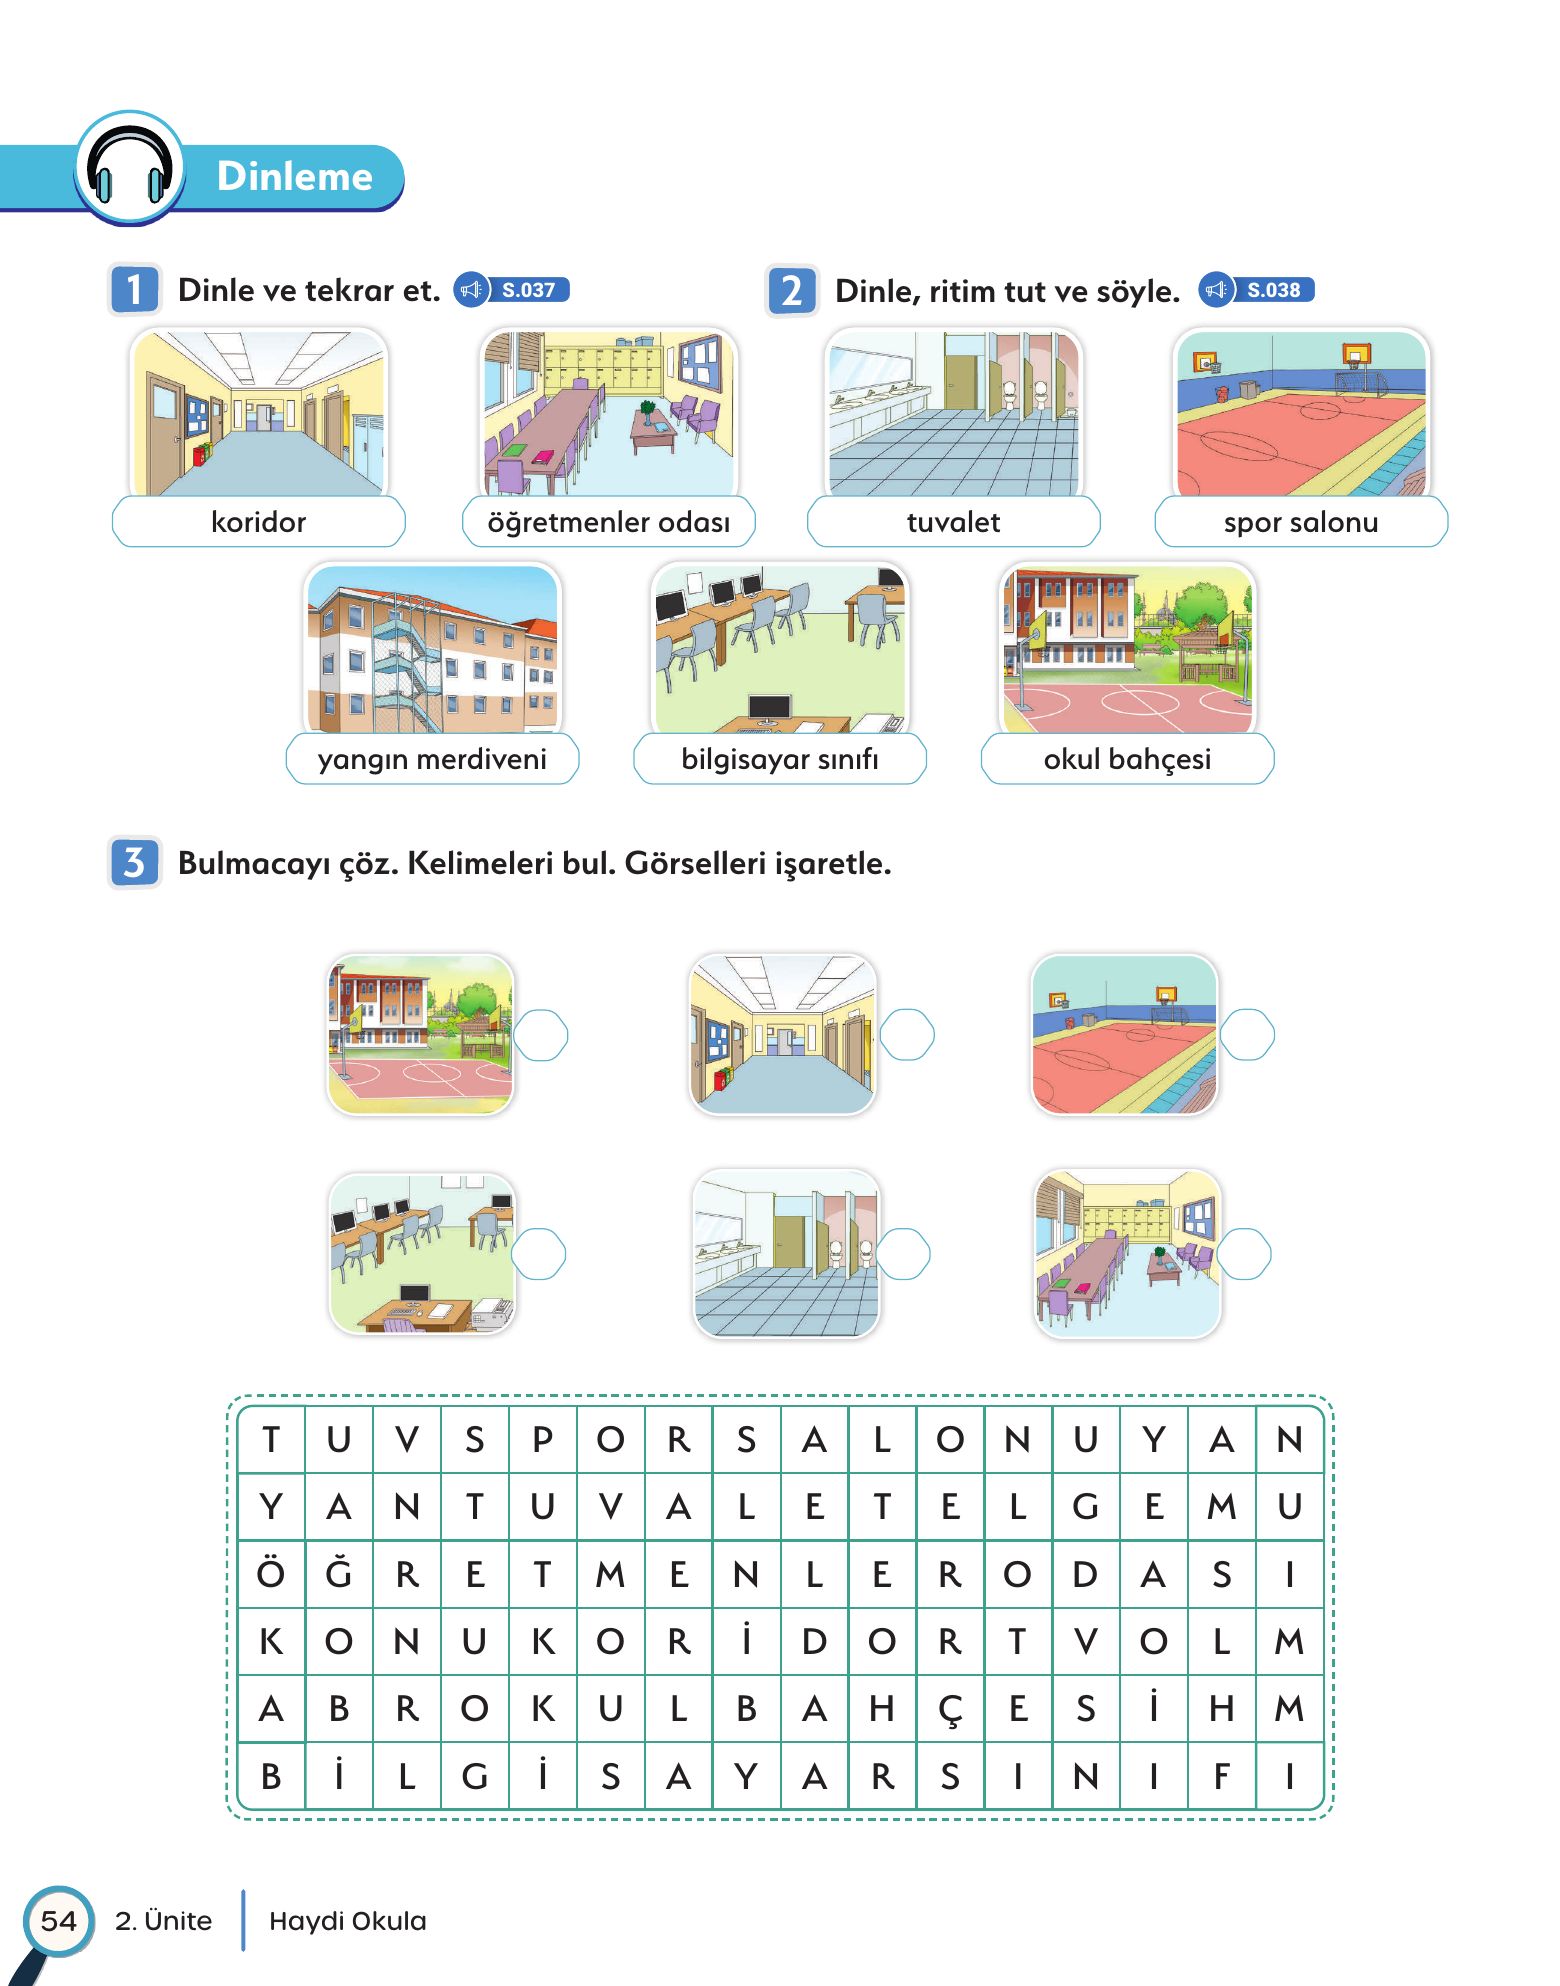 Dinleme
1 Dinle ve tekrar et. S.037
2 Dinle, ritim tut ve söyle. S.038
koridor
öğretmenler odası
tuvalet
spor salonu
yangın merdiveni
bilgisayar sınıfı
okul bahçesi
3 Bulmacayı çöz. Kelimeleri bul. Görselleri işaretle.
T U V S P O R S A L O N U Y A N
Y A N T U V A L E T E L G E M U
Ö Ğ R E T M E N L E R O D A S I
K O N U K O R İ D O R T V O L M
A B R O K U L B A H Ç E S İ H M
B İ L G İ S A Y A R S I N I F I
54 2. Ünite Haydi Okula